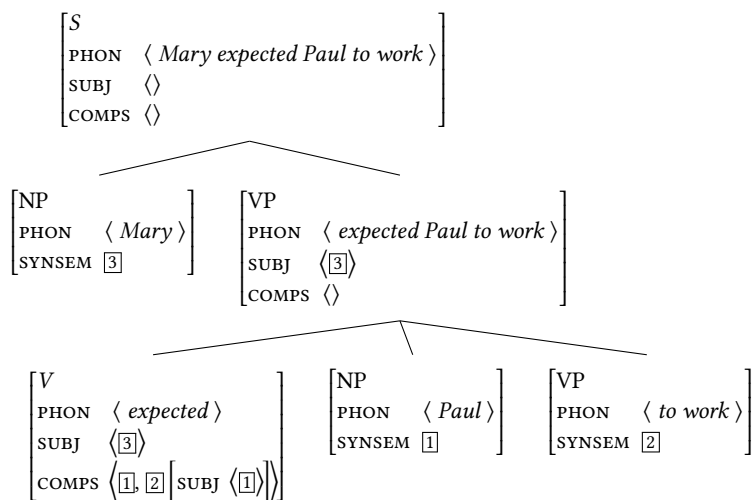 S
PHON ⟨ Mary expected Paul to work ⟩
SUBJ ⟨⟩
COMPS ⟨⟩
NP
PHON ⟨ Mary ⟩
SYNSEM 3
VP
PHON ⟨ expected Paul to work ⟩
SUBJ ⟨3⟩
COMPS ⟨⟩
V
PHON ⟨ expected ⟩
SUBJ ⟨3⟩
COMPS ⟨1, 2 [SUBJ ⟨1⟩]⟩
NP
PHON ⟨ Paul ⟩
SYNSEM 1
VP
PHON ⟨ to work ⟩
SYNSEM 2